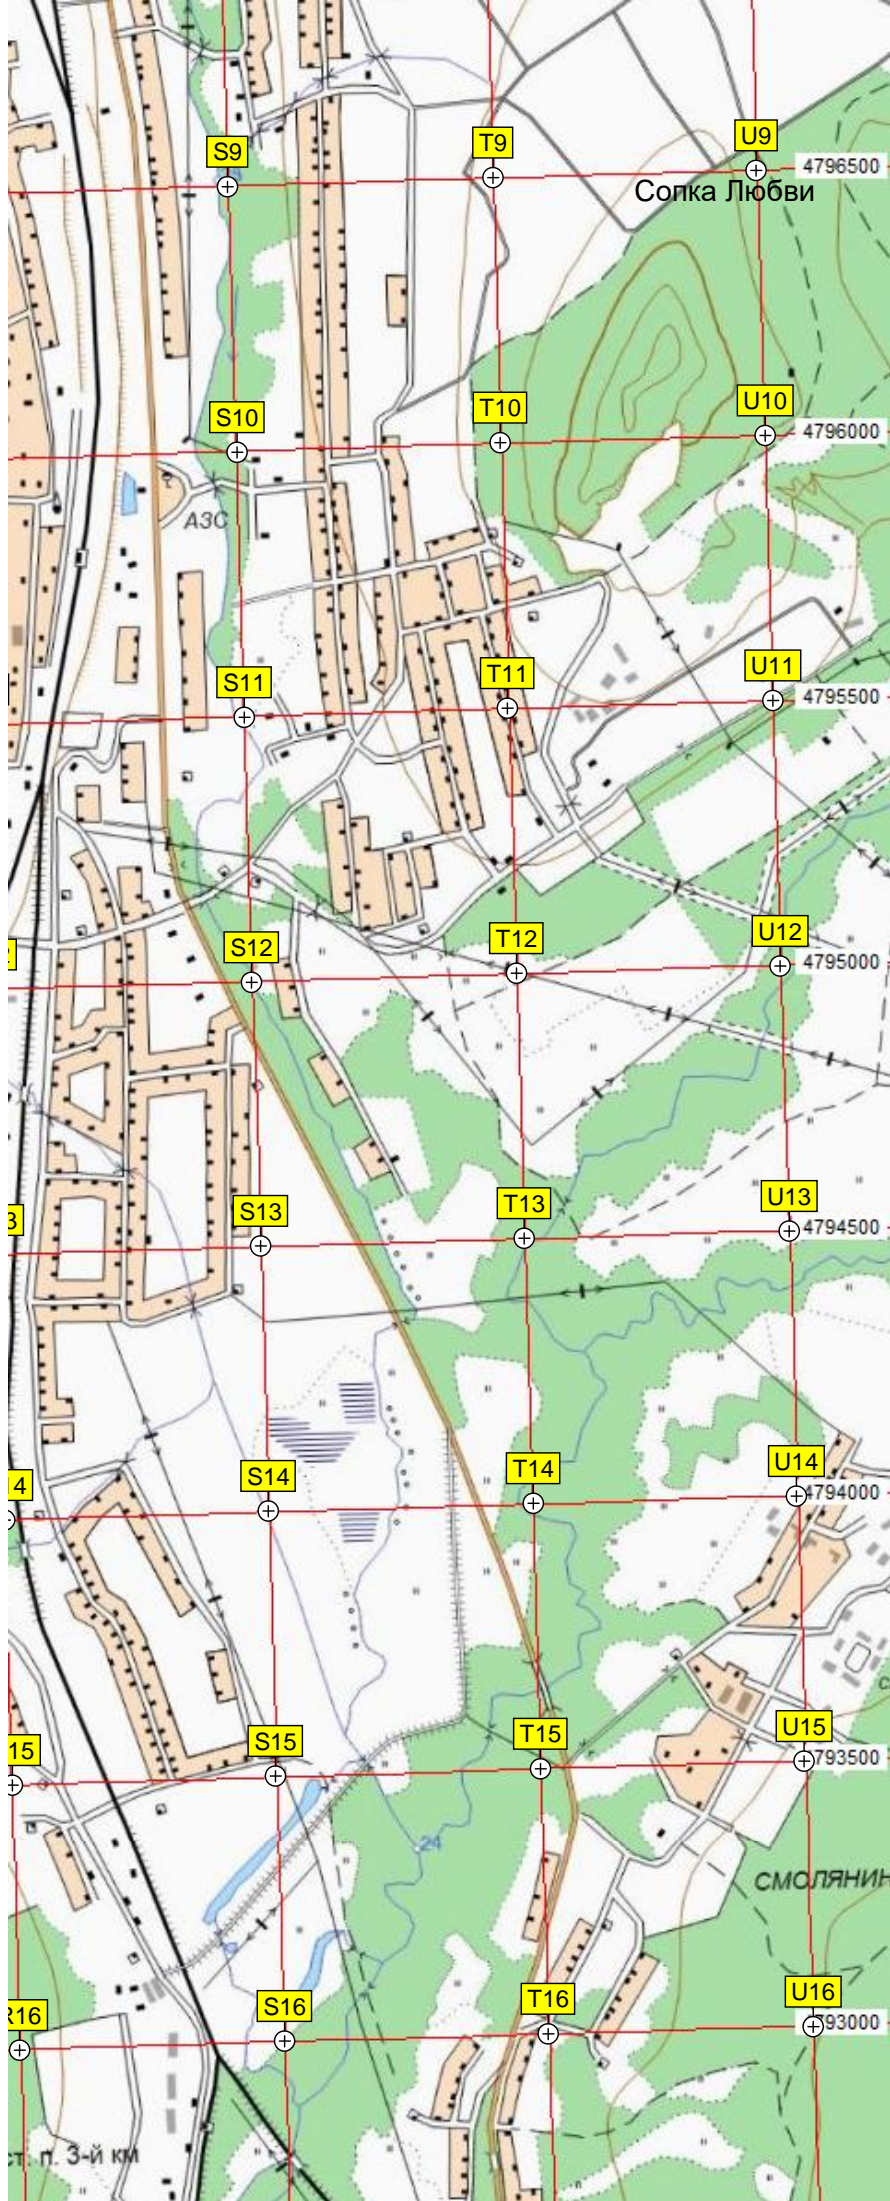 S9
T9
U9
4796500
Сопка Любви
S10
T10
U10
4796000
АЗС
S11
T11
U11
4795500
S12
T12
U12
4795000
S13
T13
U13
4794500
S14
T14
U14
4794000
S15
T15
U15
15
24
СМОЛЯНИН
S16
T16
U16
R16
ст. п. 3-й км